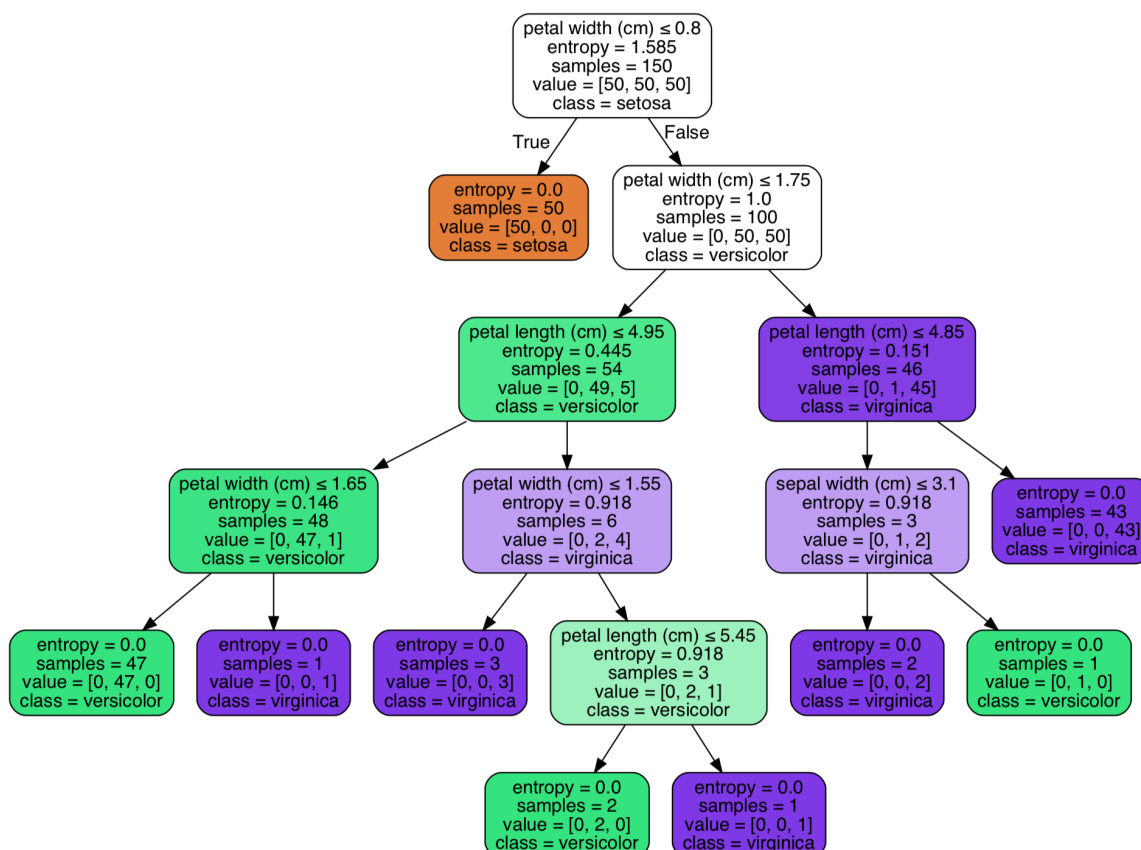 petal width (cm) ≤ 0.8
entropy = 1.585
samples = 150
value = [50, 50, 50]
class = setosa
True
False
entropy = 0.0
samples = 50
value = [50, 0, 0]
class = setosa
petal width (cm) ≤ 1.75
entropy = 1.0
samples = 100
value = [0, 50, 50]
class = versicolor
petal length (cm) ≤ 4.95
entropy = 0.445
samples = 54
value = [0, 49, 5]
class = versicolor
petal length (cm) ≤ 4.85
entropy = 0.151
samples = 46
value = [0, 1, 45]
class = virginica
petal width (cm) ≤ 1.65
entropy = 0.146
samples = 48
value = [0, 47, 1]
class = versicolor
petal width (cm) ≤ 1.55
entropy = 0.918
samples = 6
value = [0, 2, 4]
class = virginica
sepal width (cm) ≤ 3.1
entropy = 0.918
samples = 3
value = [0, 1, 2]
class = virginica
entropy = 0.0
samples = 43
value = [0, 0, 43]
class = virginica
entropy = 0.0
samples = 47
value = [0, 47, 0]
class = versicolor
entropy = 0.0
samples = 1
value = [0, 0, 1]
class = virginica
entropy = 0.0
samples = 3
value = [0, 0, 3]
class = virginica
petal length (cm) ≤ 5.45
entropy = 0.918
samples = 3
value = [0, 2, 1]
class = versicolor
entropy = 0.0
samples = 2
value = [0, 0, 2]
class = virginica
entropy = 0.0
samples = 1
value = [0, 1, 0]
class = versicolor
entropy = 0.0
samples = 2
value = [0, 2, 0]
class = versicolor
entropy = 0.0
samples = 1
value = [0, 0, 1]
class = virginica